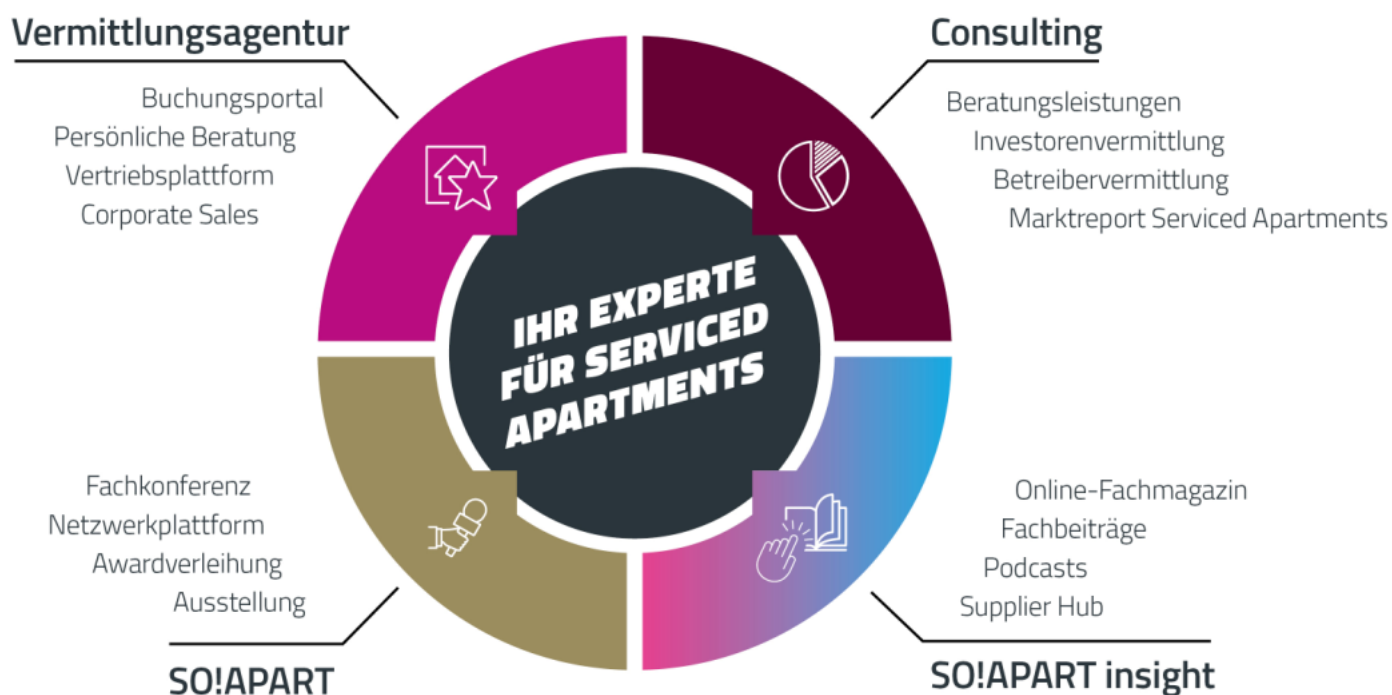 Vermittlungsagentur
Buchungsportal
Persönliche Beratung
Vertriebsplattform
Corporate Sales
Consulting
Beratungsleistungen
Investorenvermittlung
Betreibervermittlung
Marktreport Serviced Apartments
IHR EXPERTE
FÜR SERVICED
APARTMENTS
Fachkonferenz
Netzwerkplattform
Awardverleihung
Ausstellung
SO!APART
Online-Fachmagazin
Fachbeiträge
Podcasts
Supplier Hub
SO!APART insight